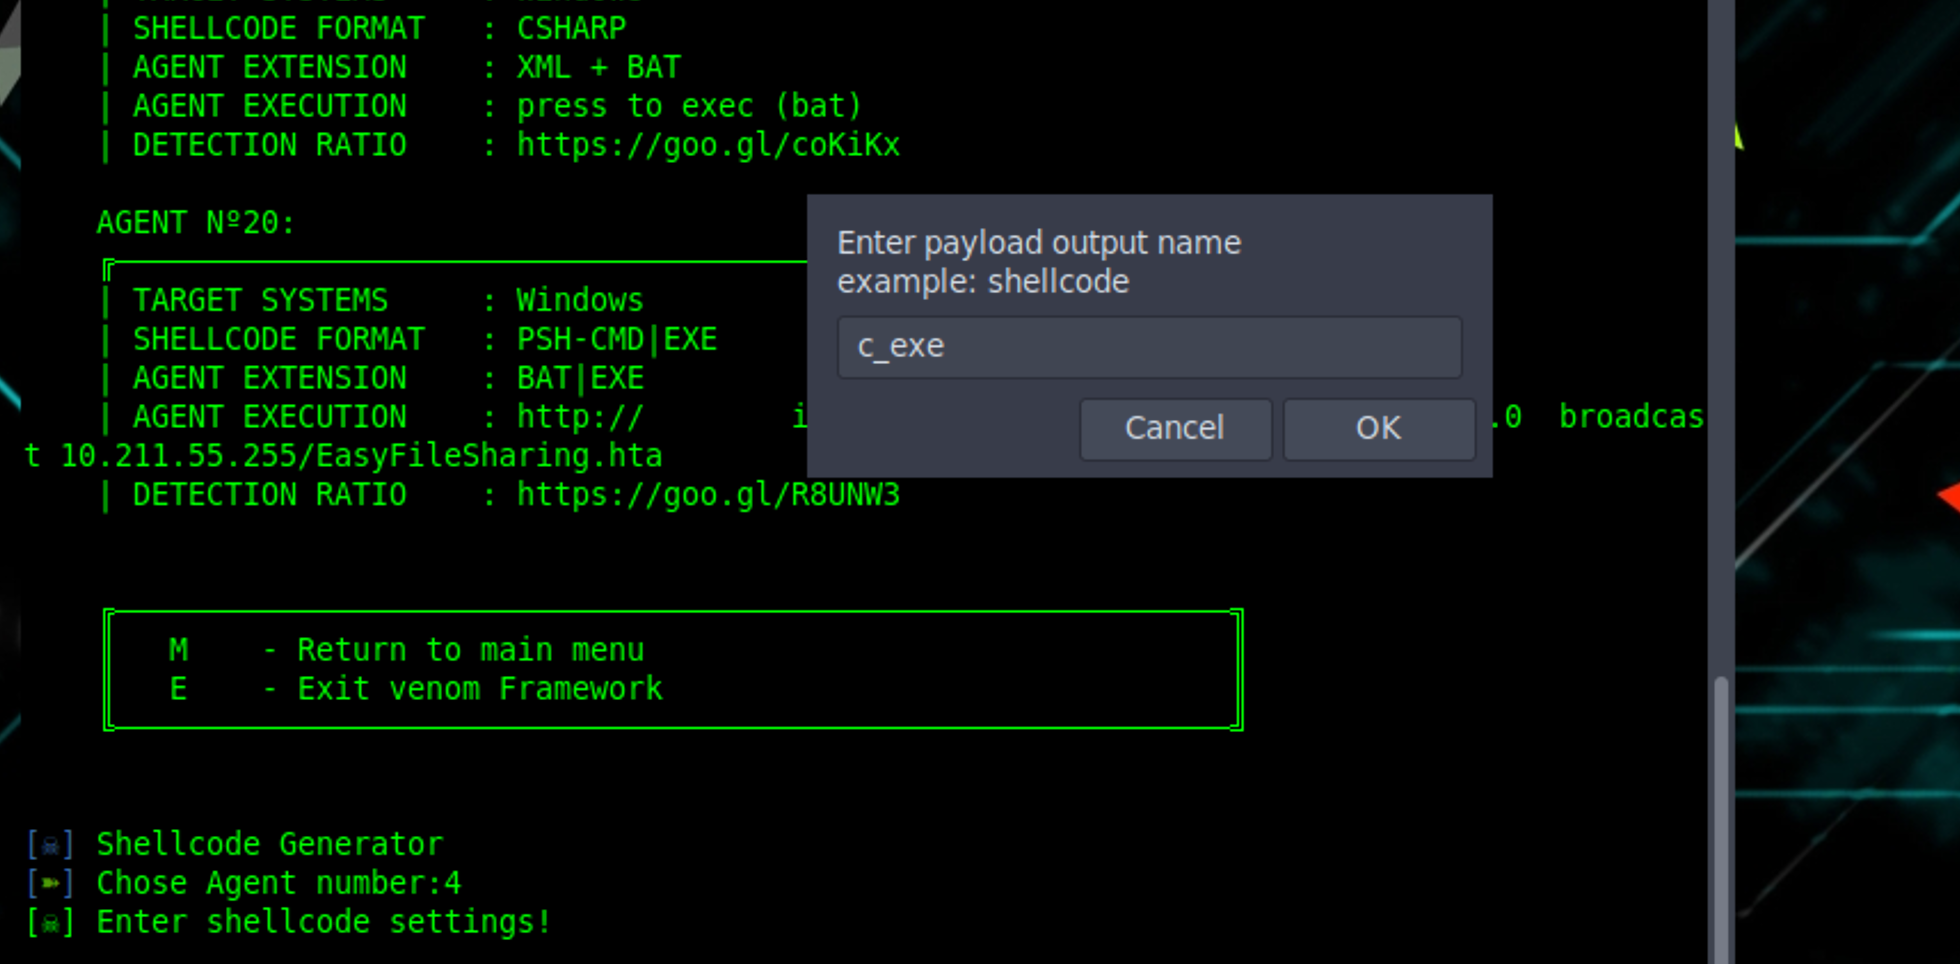 | SHELLCODE FORMAT : CSHARP
| AGENT EXTENSION : XML + BAT
| AGENT EXECUTION : press to exec (bat)
| DETECTION RATIO : https://goo.gl/coKiKx
AGENT Nº20:
| TARGET SYSTEMS : Windows
| SHELLCODE FORMAT : PSH-CMD|EXE
| AGENT EXTENSION : BAT|EXE
| AGENT EXECUTION : http:// i .0 broadcas
t 10.211.55.255/EasyFileSharing.hta
| DETECTION RATIO : https://goo.gl/R8UNW3
Enter payload output name
example: shellcode
c_exe
Cancel OK
M - Return to main menu
E - Exit venom Framework
[☠] Shellcode Generator
[➽] Chose Agent number:4
[☠] Enter shellcode settings!